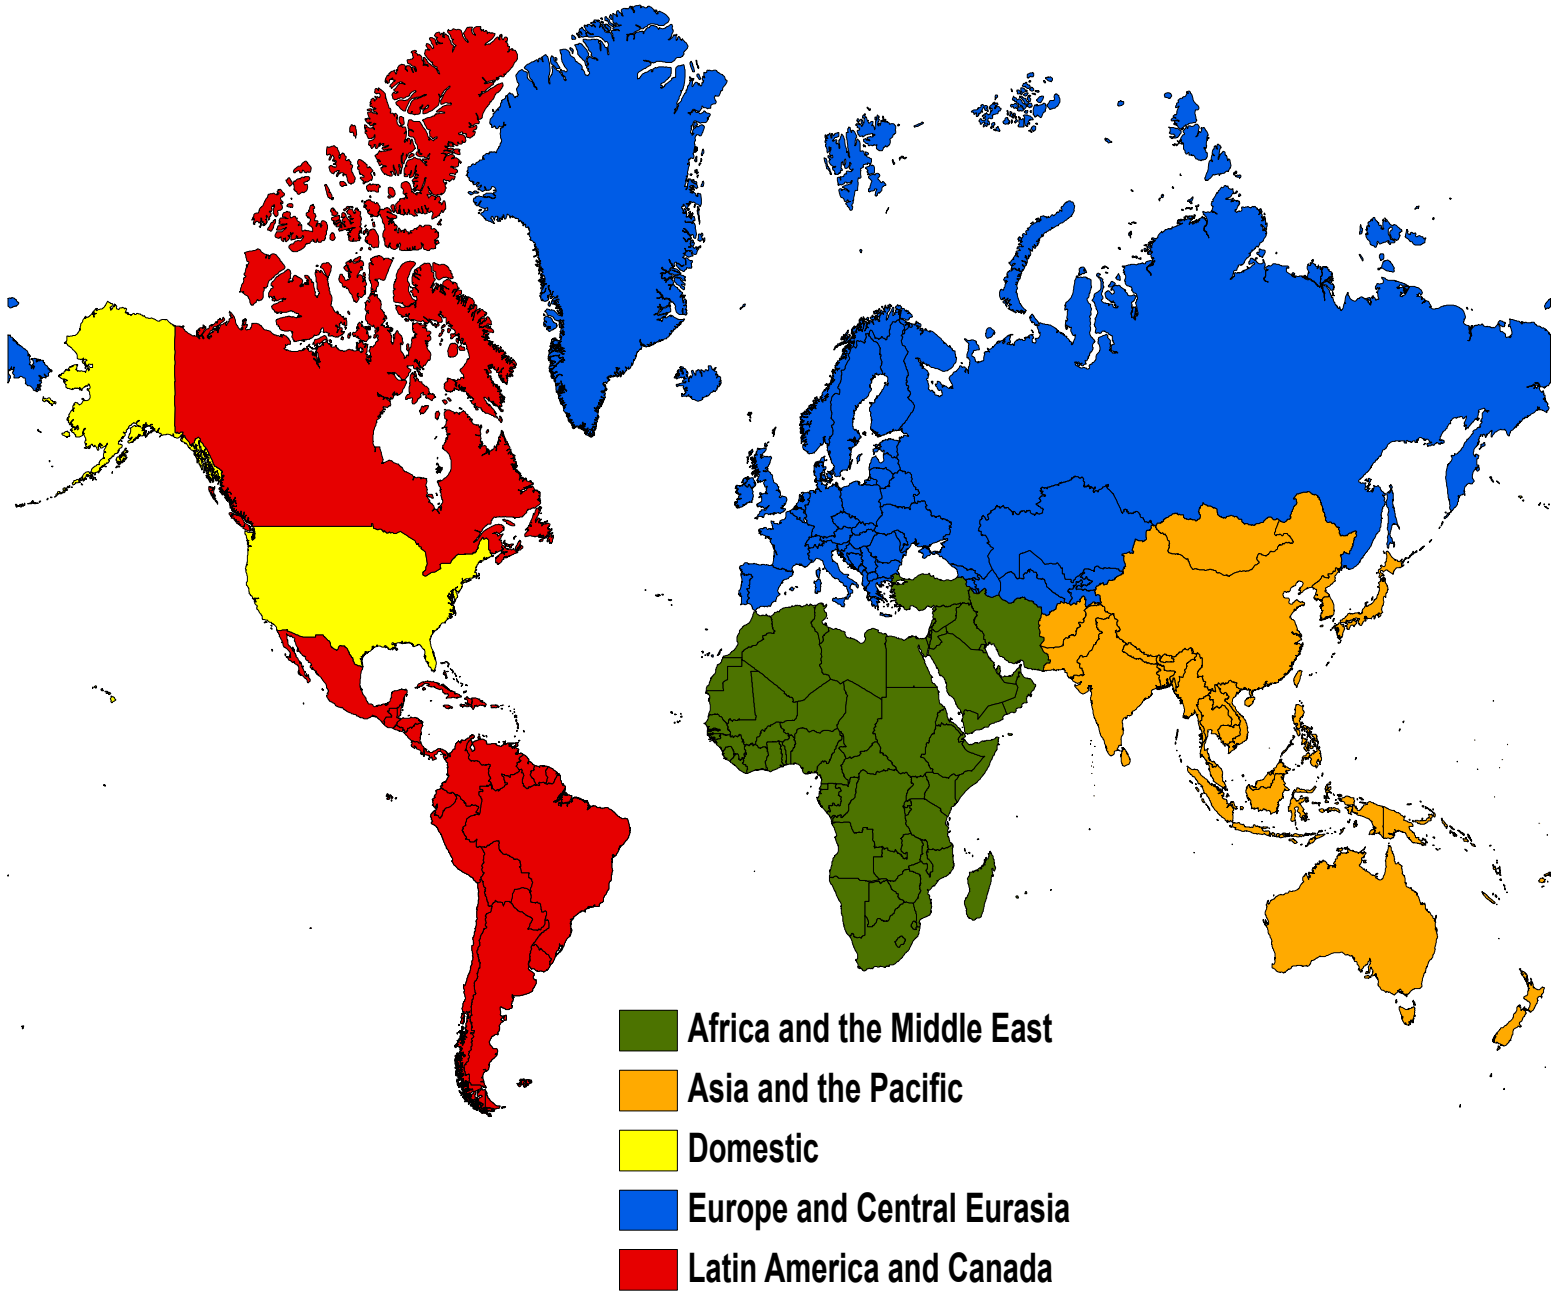 Africa and the Middle East
Asia and the Pacific
Domestic
Europe and Central Eurasia
Latin America and Canada